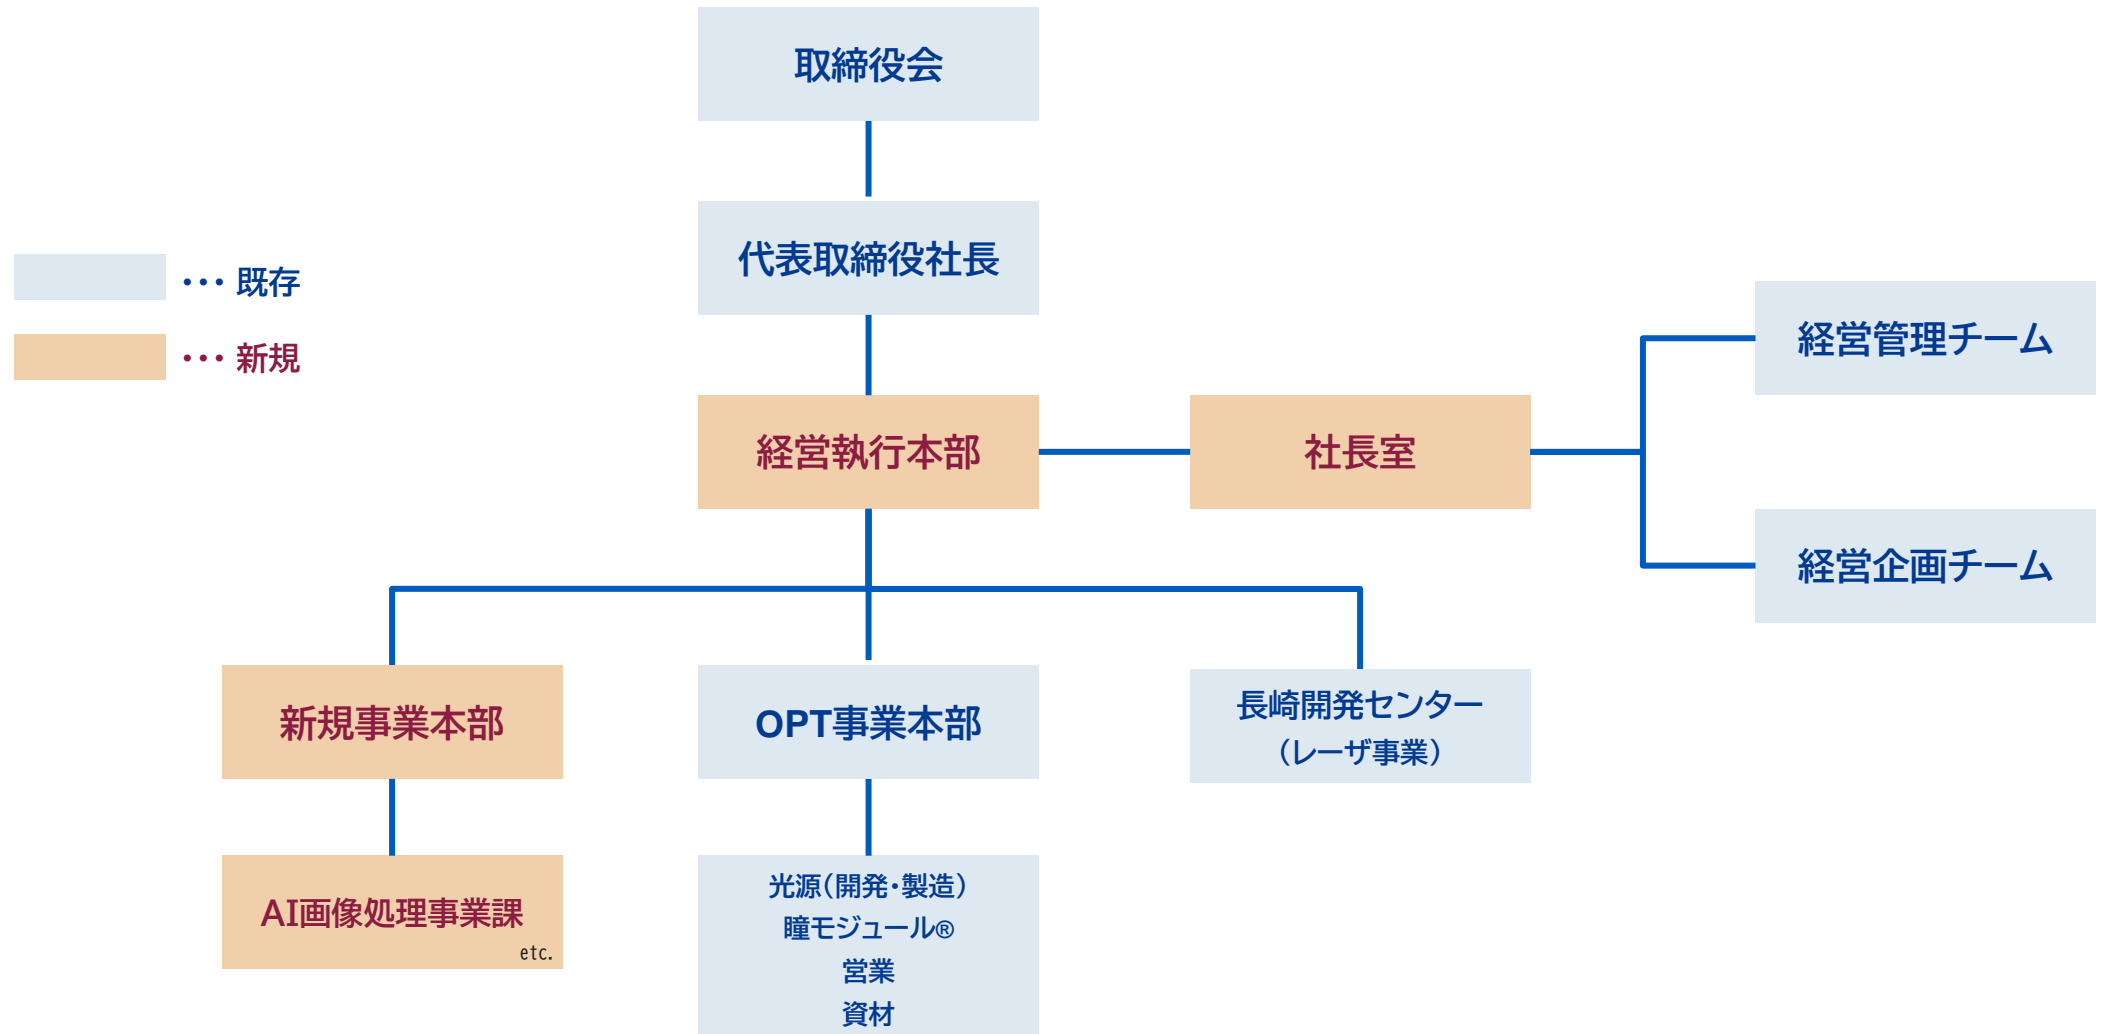 取締役会
代表取締役社長
･･･ 既存
･･･ 新規
経営管理チーム
経営執行本部
社長室
経営企画チーム
新規事業本部
OPT事業本部
長崎開発センター
（レーザ事業）
AI画像処理事業課
etc.
光源（開発・製造）
瞳モジュール®
営業
資材